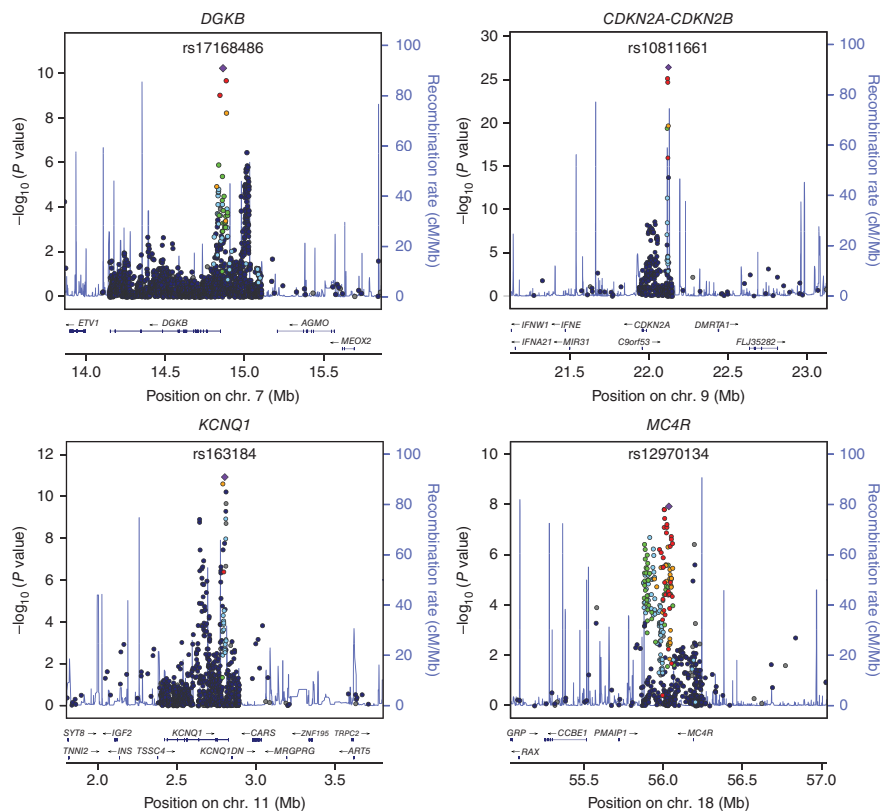 DGKB
rs17168486
−log10 (P value)
10
8
6
4
2
0
100
80
60
40
20
0
Recombination rate (cM/Mb)
← ETV1
← DGKB
← AGMO
← MEOX2
14.0 14.5 15.0 15.5
Position on chr. 7 (Mb)
CDKN2A-CDKN2B
rs10811661
−log10 (P value)
30
25
20
15
10
5
0
100
80
60
40
20
0
Recombination rate (cM/Mb)
← IFNW1 ← IFNE ← CDKN2A DMRTA1 →
← IFNA21 ← MIR31 C9orf53 → FLJ35282 →
21.5 22.0 22.5 23.0
Position on chr. 9 (Mb)
KCNQ1
rs163184
−log10 (P value)
12
10
8
6
4
2
0
100
80
60
40
20
0
Recombination rate (cM/Mb)
SYT8 → ← IGF2 KCNQ1 → ← CARS ← ZNF195 TRPC2 →
TNNI2 → ← INS TSSC4 → KCNQ1DN → ← MRGPRG ART5 →
2.0 2.5 3.0 3.5
Position on chr. 11 (Mb)
MC4R
rs12970134
−log10 (P value)
10
8
6
4
2
0
100
80
60
40
20
0
Recombination rate (cM/Mb)
GRP → ← CCBE1 PMAIP1 → ← MC4R
← RAX
55.5 56.0 56.5 57.0
Position on chr. 18 (Mb)